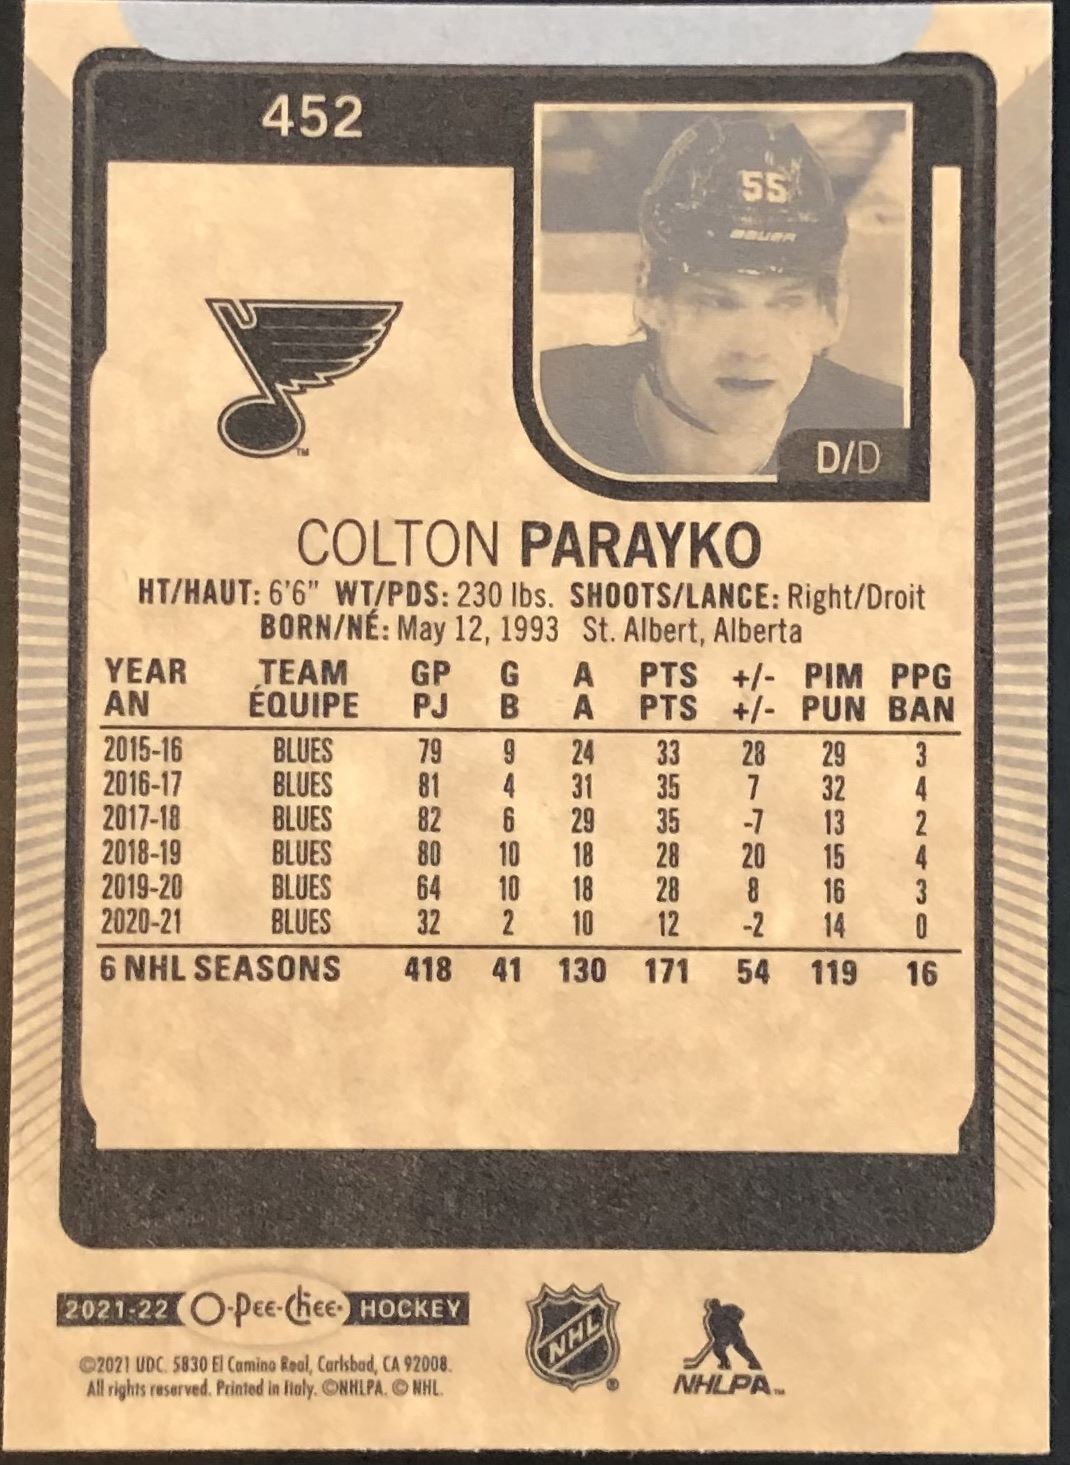 452
55
BAUER
D/D
TM
COLTON PARAYKO
HT/HAUT: 6'6" WT/PDS: 230 lbs. SHOOTS/LANCE: Right/Droit
BORN/NÉ: May 12, 1993 St. Albert, Alberta
YEAR TEAM GP G A PTS +/- PIM PPG
AN ÉQUIPE PJ B A PTS +/- PUN BAN
2015-16 BLUES 79 9 24 33 28 29 3
2016-17 BLUES 81 4 31 35 7 32 4
2017-18 BLUES 82 6 29 35 -7 13 2
2018-19 BLUES 80 10 18 28 20 15 4
2019-20 BLUES 64 10 18 28 8 16 3
2020-21 BLUES 32 2 10 12 -2 14 0
6 NHL SEASONS 418 41 130 171 54 119 16
2021-22 O-Pee-Chee HOCKEY
©2021 UDC. 5830 El Camino Real, Carlsbad, CA 92008.
All rights reserved. Printed in Italy. ©NHLPA. © NHL.
NHL ®
NHLPA™